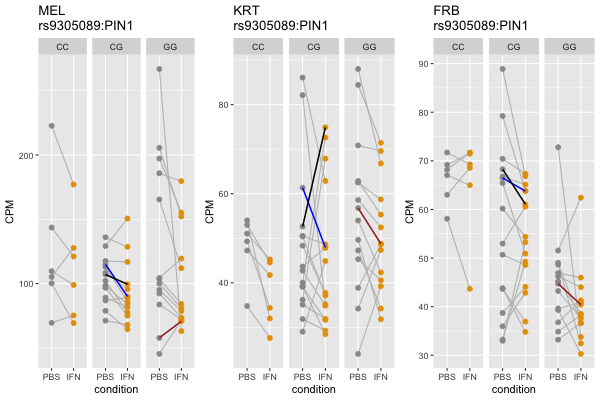 MEL
rs9305089:PIN1
CC CG GG
200
100
CPM
PBS IFN PBS IFN PBS IFN
condition
KRT
rs9305089:PIN1
CC CG GG
80
60
40
CPM
PBS IFN PBS IFN PBS IFN
condition
FRB
rs9305089:PIN1
CC CG GG
90
80
70
60
50
40
30
CPM
PBS IFN PBS IFN PBS IFN
condition